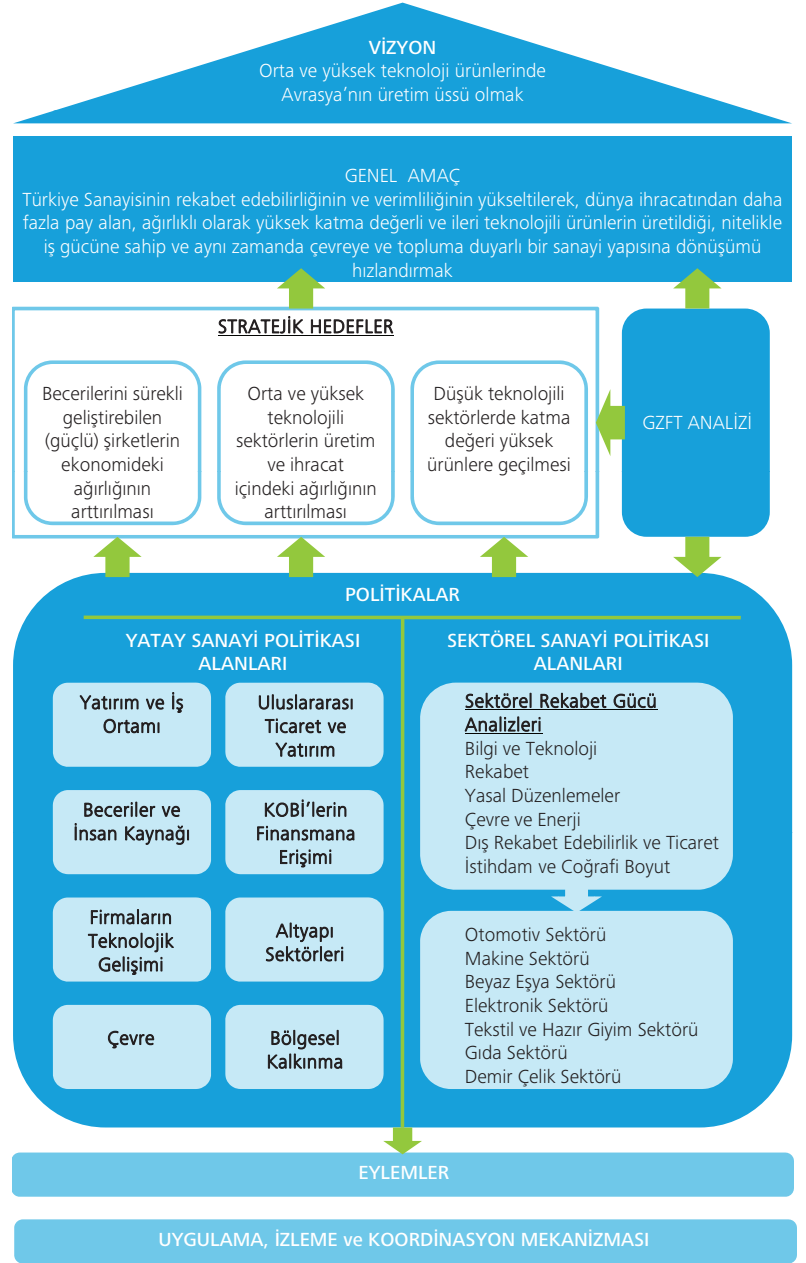 VİZYON
Orta ve yüksek teknoloji ürünlerinde
Avrasya’nın üretim üssü olmak
GENEL AMAÇ
Türkiye Sanayisinin rekabet edebilirliğinin ve verimliliğinin yükseltilerek, dünya ihracatından daha
fazla pay alan, ağırlıklı olarak yüksek katma değerli ve ileri teknolojili ürünlerin üretildiği, nitelikle
iş gücüne sahip ve aynı zamanda çevreye ve topluma duyarlı bir sanayi yapısına dönüşümü
hızlandırmak
STRATEJİK HEDEFLER
Becerilerini sürekli
geliştirebilen
(güçlü) şirketlerin
ekonomideki
ağırlığının
arttırılması
Orta ve yüksek
teknolojili
sektörlerin üretim
ve ihracat
içindeki ağırlığının
arttırılması
Düşük teknolojili
sektörlerde katma
değeri yüksek
ürünlere geçilmesi
GZFT ANALİZİ
POLİTİKALAR
YATAY SANAYİ POLİTİKASI
ALANLARI
Yatırım ve İş
Ortamı
Uluslararası
Ticaret ve
Yatırım
Beceriler ve
İnsan Kaynağı
KOBİ’lerin
Finansmana
Erişimi
Firmaların
Teknolojik
Gelişimi
Altyapı
Sektörleri
Çevre
Bölgesel
Kalkınma
SEKTÖREL SANAYİ POLİTİKASI
ALANLARI
Sektörel Rekabet Gücü
Analizleri
Bilgi ve Teknoloji
Rekabet
Yasal Düzenlemeler
Çevre ve Enerji
Dış Rekabet Edebilirlik ve Ticaret
İstihdam ve Coğrafi Boyut
Otomotiv Sektörü
Makine Sektörü
Beyaz Eşya Sektörü
Elektronik Sektörü
Tekstil ve Hazır Giyim Sektörü
Gıda Sektörü
Demir Çelik Sektörü
EYLEMLER
UYGULAMA, İZLEME ve KOORDİNASYON MEKANİZMASI